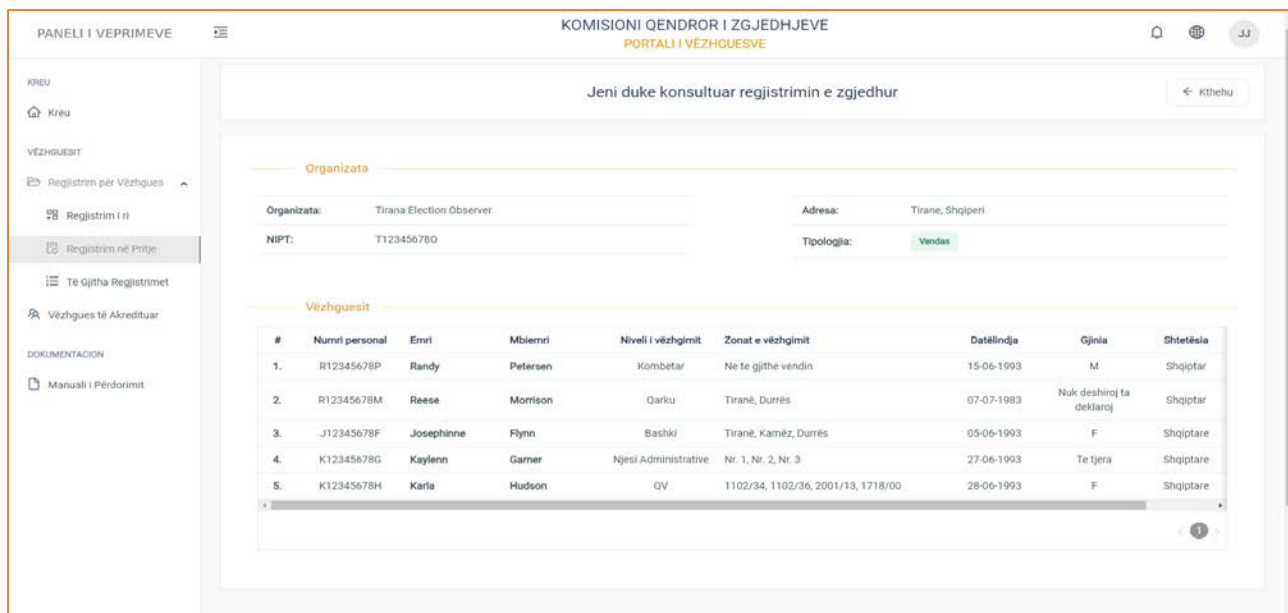 PANELI I VEPRIMEVE
KOMISIONI QENDROR I ZGJEDHJEVE
PORTALI I VËZHGUESVE
JJ
KREU
Kreu
VËZHGUESIT
Regjistrim për Vëzhgues
Regjistrim i ri
Regjistrim në Pritje
Të Gjitha Regjistrimet
Vëzhgues të Akredituar
DOKUMENTACION
Manuali i Përdorimit
Jeni duke konsultuar regjistrimin e zgjedhur
Kthehu
Organizata
Organizata: Tirana Election Observer
Adresa: Tirane, Shqiperi
NIPT: T12345678O
Tipologjia: Vendas
Vëzhguesit
# Numri personal Emri Mbiemri Niveli i vëzhgimit Zonat e vëzhgimit Datëlindja Gjinia Shtetësia
1. R12345678P Randy Petersen Kombetar Ne te gjithe vendin 15-06-1993 M Shqiptar
2. R12345678M Reese Morrison Qarku Tiranë, Durrës 07-07-1983 Nuk deshiroj ta deklaroj Shqiptar
3. J12345678F Josephinne Flynn Bashki Tiranë, Kamëz, Durrës 05-06-1993 F Shqiptare
4. K12345678G Kaylenn Garner Njesi Administrative Nr. 1, Nr. 2, Nr. 3 27-06-1993 Te tjera Shqiptare
5. K12345678H Karla Hudson QV 1102/34, 1102/36, 2001/13, 1718/00 28-06-1993 F Shqiptare
1